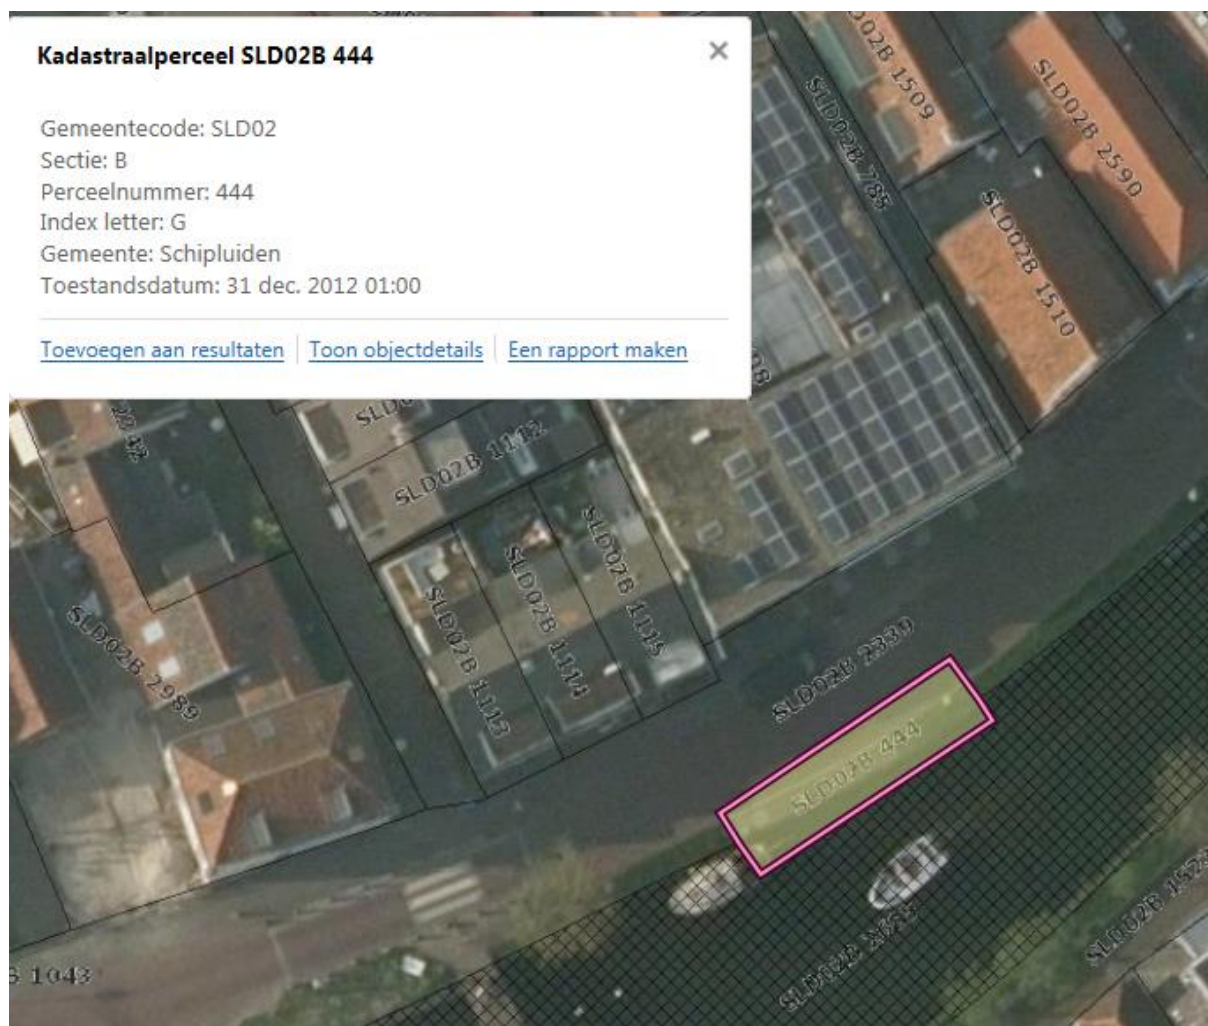 Kadastraalperceel SLD02B 444
Gemeentecode: SLD02
Sectie: B
Perceelnummer: 444
Index letter: G
Gemeente: Schipluiden
Toestandsdatum: 31 dec. 2012 01:00
Toevoegen aan resultaten
Toon objectdetails
Een rapport maken
SLD02B 785
SLD02B 2590
SLD02B 1510
SLD02B 1112
SLD02B 1113
SLD02B 1114
SLD02B 1115
SLD02B 2989
SLD02B 2339
SLD02B 444
1043